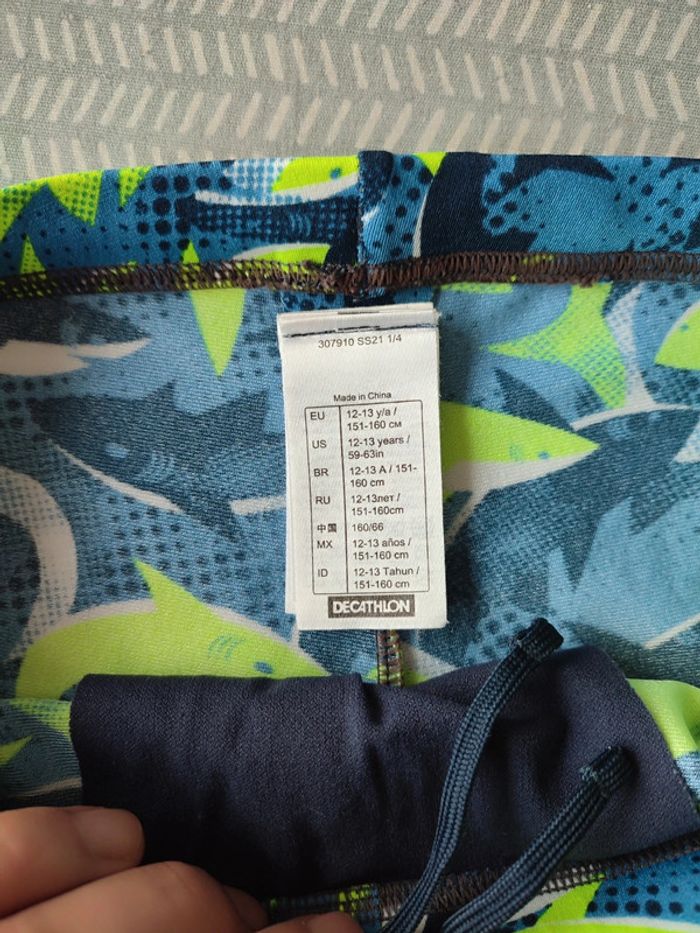 307910 SS21 1/4
Made in China
EU 12-13 y/a /
151-160 см
US 12-13 years /
59-63in
BR 12-13 A / 151-
160 cm
RU 12-13лет /
151-160cm
中国 160/66
MX 12-13 años /
151-160 cm
ID 12-13 Tahun /
151-160 cm
DECATHLON